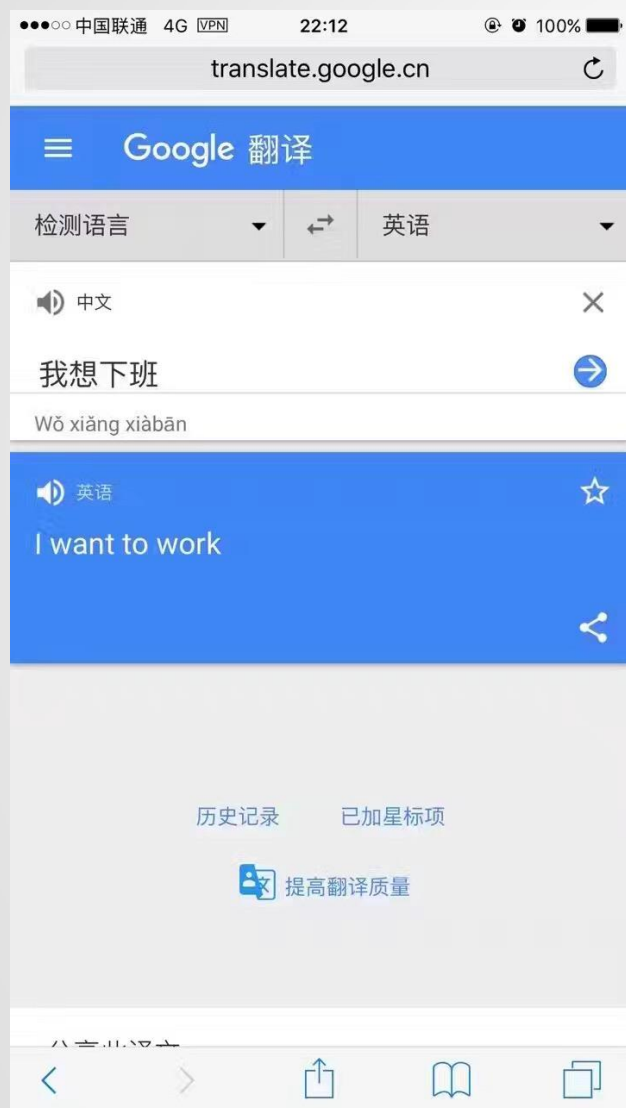 中国联通 4G VPN 22:12 100%
translate.google.cn
Google 翻译
检测语言 英语
中文
我想下班
Wǒ xiǎng xiàbān
英语
I want to work
历史记录 已加星标项
提高翻译质量